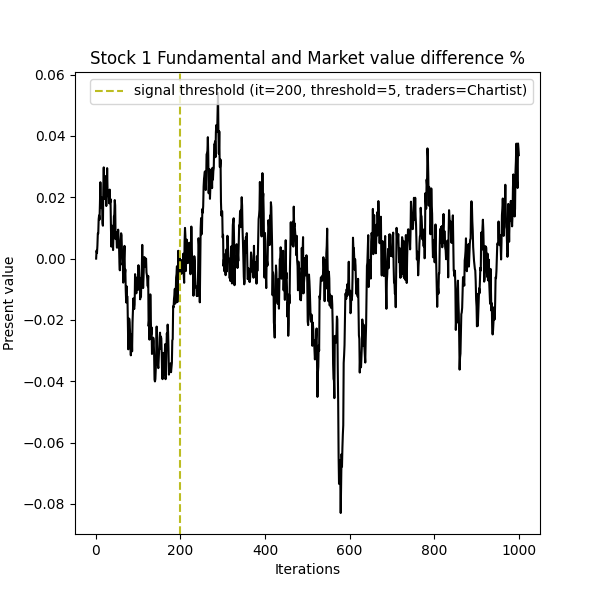 Stock 1 Fundamental and Market value difference %
signal threshold (it=200, threshold=5, traders=Chartist)
Present value
0.06
0.04
0.02
0.00
−0.02
−0.04
−0.06
−0.08
0 200 400 600 800 1000
Iterations